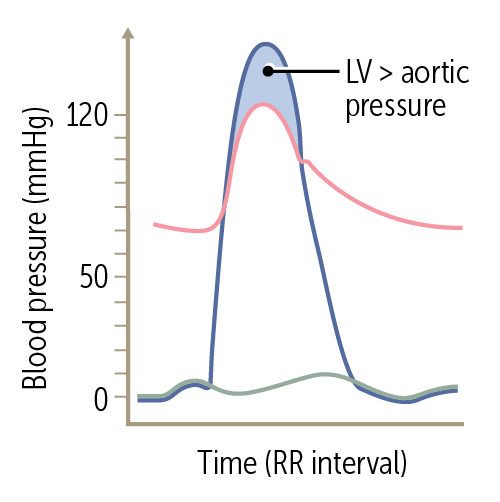 LV > aortic
pressure
120
50
0
Blood pressure (mmHg)
Time (RR interval)